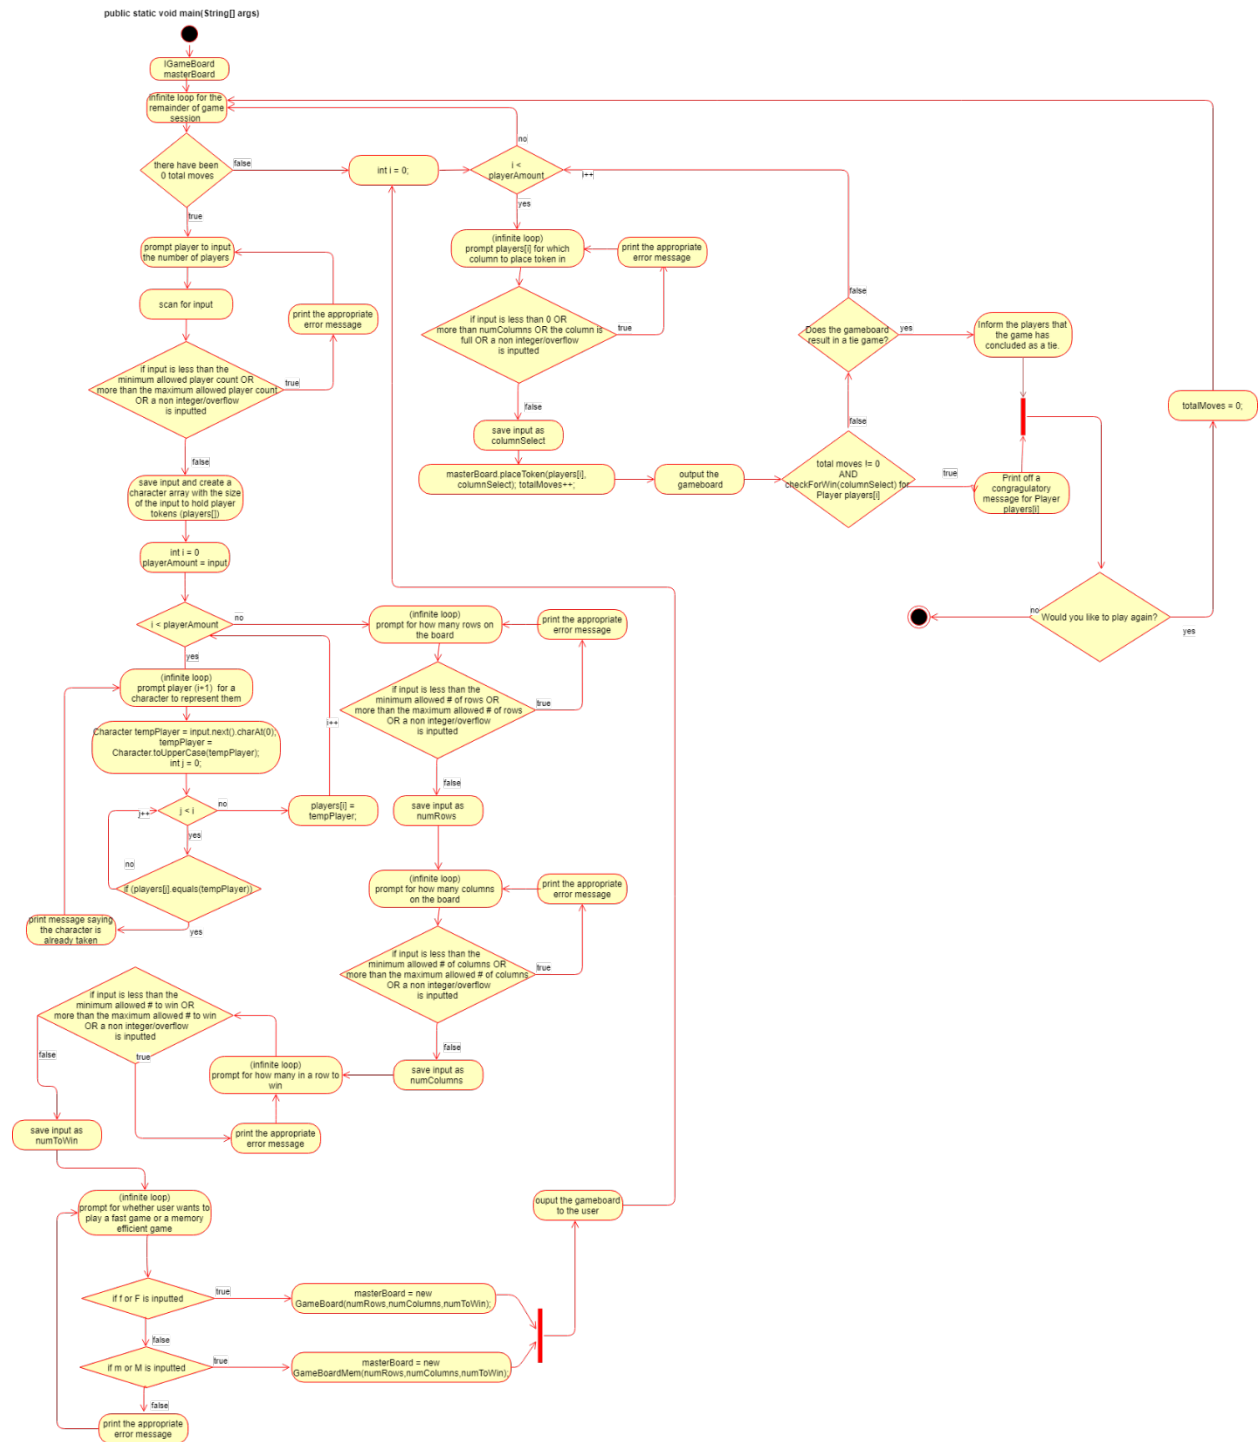 public static void main(String[] args)
IGameBoard
masterBoard
Infinite loop for the
remainder of game
session
there have been
0 total moves
false
true
int i = 0;
no
i <
playerAmount
i++
yes
prompt player to input
the number of players
scan for input
print the appropriate
error message
if input is less than the
minimum allowed player count OR
more than the maximum allowed player count
OR a non integer/overflow
is inputted
true
false
save input and create a
character array with the size
of the input to hold player
tokens (players[])
int i = 0
playerAmount = input
i < playerAmount
no
yes
(infinite loop)
prompt player (i+1) for a
character to represent them
Character tempPlayer = input.next().charAt(0);
tempPlayer =
Character.toUpperCase(tempPlayer);
int j = 0;
i++
j < i
j++
no
yes
players[i] =
tempPlayer;
no
if (players[j].equals(tempPlayer))
yes
print message saying
the character is
already taken
(infinite loop)
prompt players[i] for which
column to place token in
print the appropriate
error message
if input is less than 0 OR
more than numColumns OR the column is
full OR a non integer/overflow
is inputted
true
false
save input as
columnSelect
masterBoard.placeToken(players[i],
columnSelect); totalMoves++;
output the
gameboard
total moves != 0
AND
checkForWin(columnSelect) for
Player players[i]
false
true
Does the gameboard
result in a tie game?
false
yes
Inform the players that
the game has
concluded as a tie.
Print off a
congragulatory
message for Player
players[i]
totalMoves = 0;
Would you like to play again?
no
yes
(infinite loop)
prompt for how many rows on
the board
print the appropriate
error message
if input is less than the
minimum allowed # of rows OR
more than the maximum allowed # of rows
OR a non integer/overflow
is inputted
true
false
save input as
numRows
(infinite loop)
prompt for how many columns
on the board
print the appropriate
error message
if input is less than the
minimum allowed # of columns OR
more than the maximum allowed # of columns
OR a non integer/overflow
is inputted
true
false
save input as
numColumns
(infinite loop)
prompt for how many in a row to
win
print the appropriate
error message
if input is less than the
minimum allowed # to win OR
more than the maximum allowed # to win
OR a non integer/overflow
is inputted
false
true
save input as
numToWin
(infinite loop)
prompt for whether user wants to
play a fast game or a memory
efficient game
if f or F is inputted
true
false
masterBoard = new
GameBoard(numRows,numColumns,numToWin);
if m or M is inputted
true
false
masterBoard = new
GameBoardMem(numRows,numColumns,numToWin);
print the appropriate
error message
ouput the gameboard
to the user